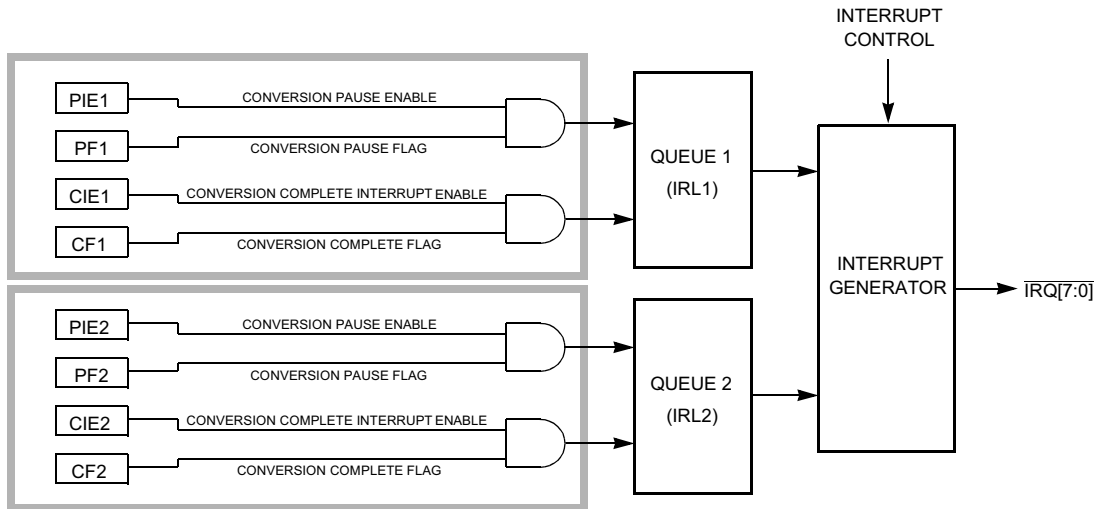 INTERRUPT
CONTROL
PIE1
CONVERSION PAUSE ENABLE
PF1
CONVERSION PAUSE FLAG
CIE1
CONVERSION COMPLETE INTERRUPT ENABLE
CF1
CONVERSION COMPLETE FLAG
QUEUE 1
(IRL1)
PIE2
CONVERSION PAUSE ENABLE
PF2
CONVERSION PAUSE FLAG
CIE2
CONVERSION COMPLETE INTERRUPT ENABLE
CF2
CONVERSION COMPLETE FLAG
QUEUE 2
(IRL2)
INTERRUPT
GENERATOR
IRQ[7:0]